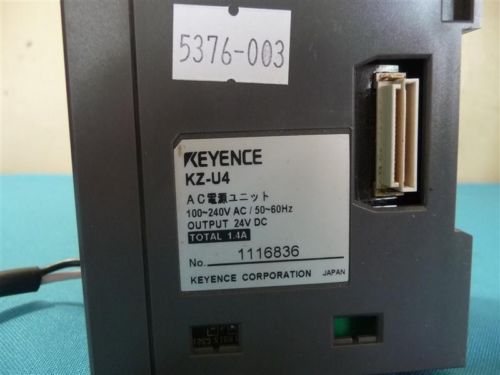 5376-003
KEYENCE
KZ-U4
AC電源ユニット
100~240V AC / 50~60Hz
OUTPUT 24V DC
TOTAL 1.4A
No. 1116836
KEYENCE CORPORATION JAPAN